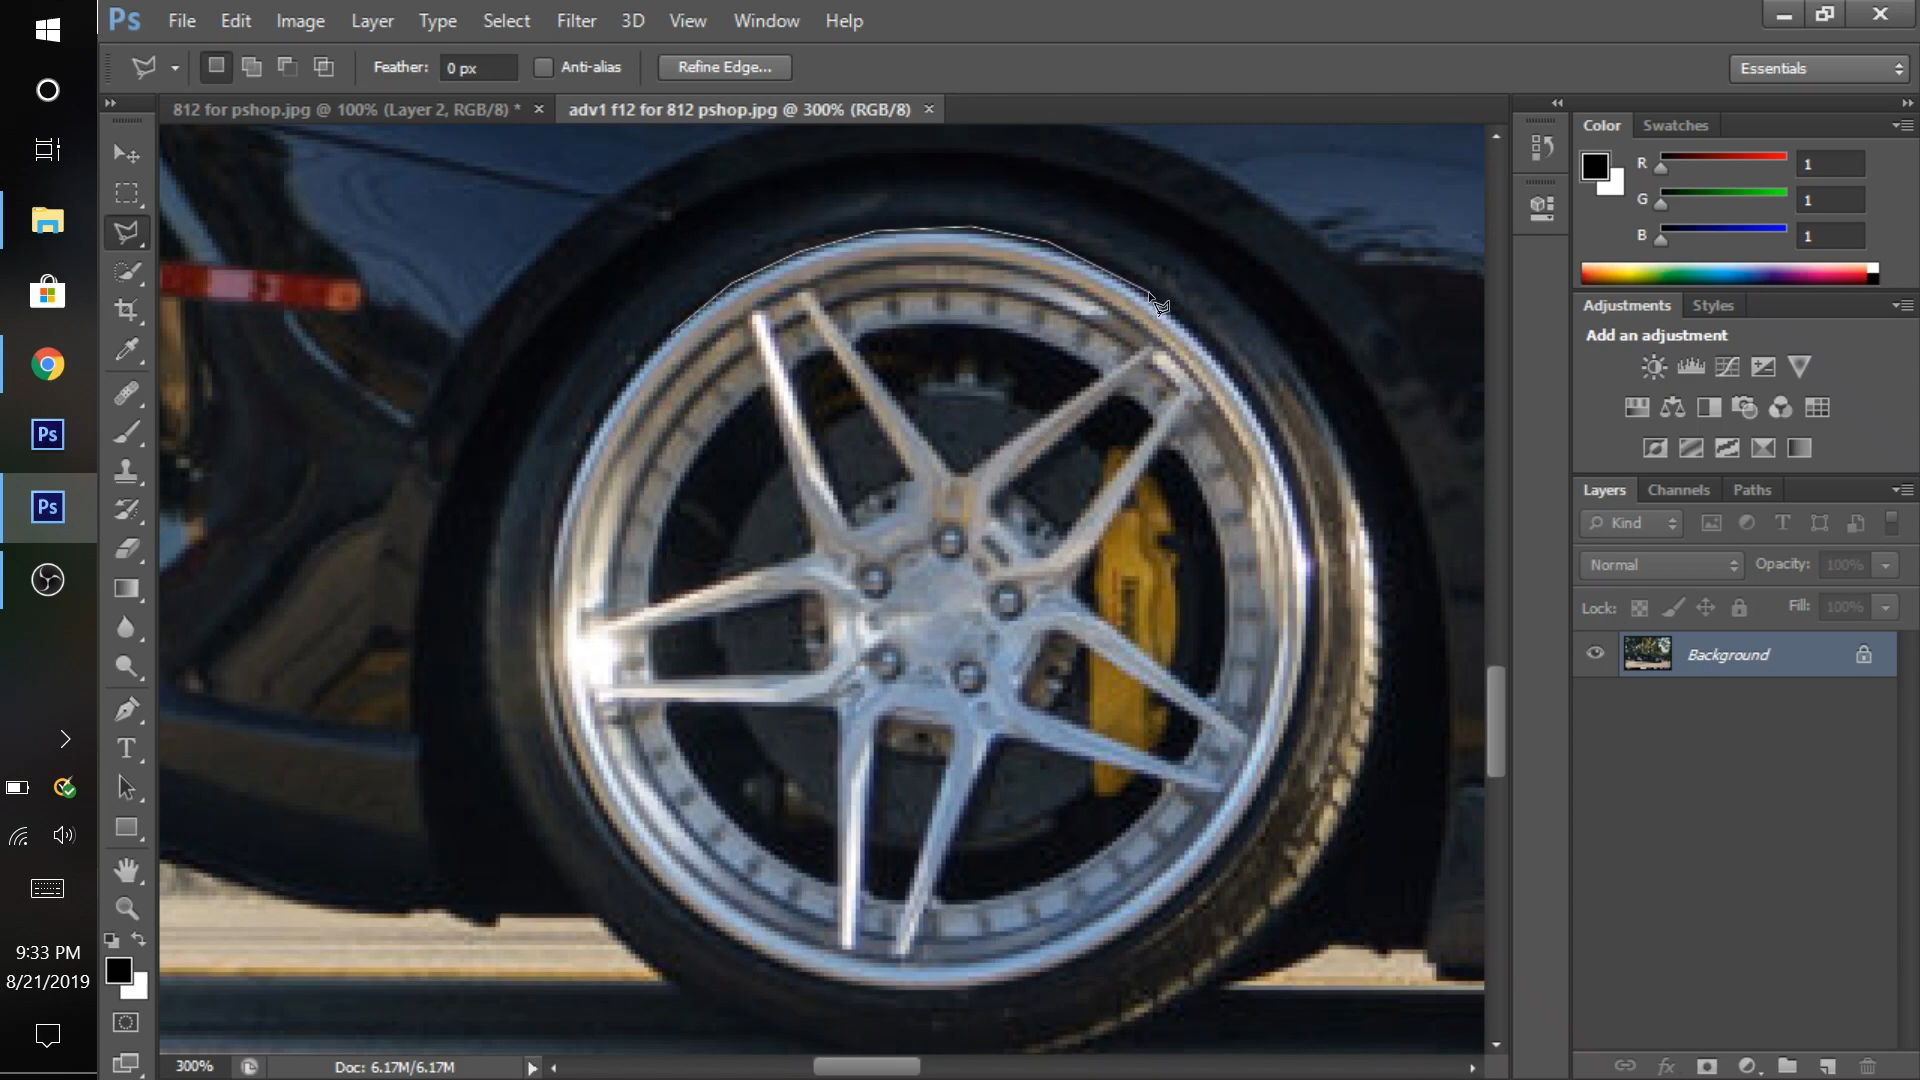 Ps File Edit Image Layer Type Select Filter 3D View Window Help
Feather: 0 px Anti-alias Refine Edge... Essentials
812 for pshop.jpg @ 100% (Layer 2, RGB/8) * × adv1 f12 for 812 pshop.jpg @ 300% (RGB/8) ×
Color Swatches
R 1
G 1
B 1
Adjustments Styles
Add an adjustment
Layers Channels Paths
Kind
Normal Opacity: 100%
Lock: Fill: 100%
Background
Ps
Ps
T
9:33 PM
8/21/2019
300% Doc: 6.17M/6.17M
fx